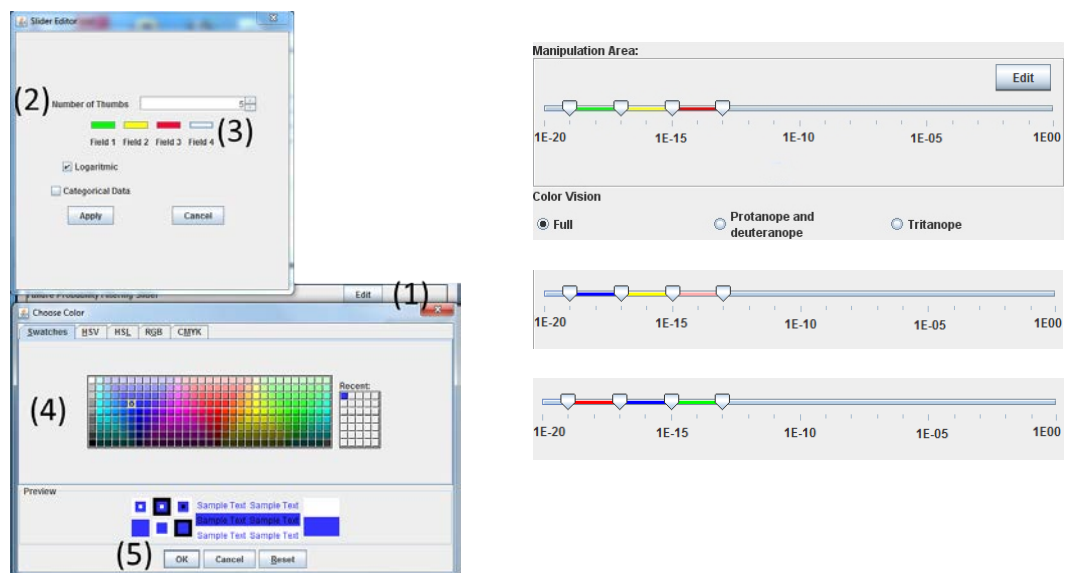 Slider Editor
(2)
Number of Thumbs
5
(3)
Field 1 Field 2 Field 3 Field 4
Logaritmic
Categorical Data
Apply Cancel
Failure Probability Filtering Slider
Edit
(1)
Choose Color
Swatches HSV HSL RGB CMYK
(4)
Recent:
Preview
Sample Text Sample Text
Sample Text Sample Text
Sample Text Sample Text
(5)
OK Cancel Reset
Manipulation Area:
Edit
1E-20 1E-15 1E-10 1E-05 1E00
Color Vision
Full
Protanope and
deuteranope
Tritanope
1E-20 1E-15 1E-10 1E-05 1E00
1E-20 1E-15 1E-10 1E-05 1E00